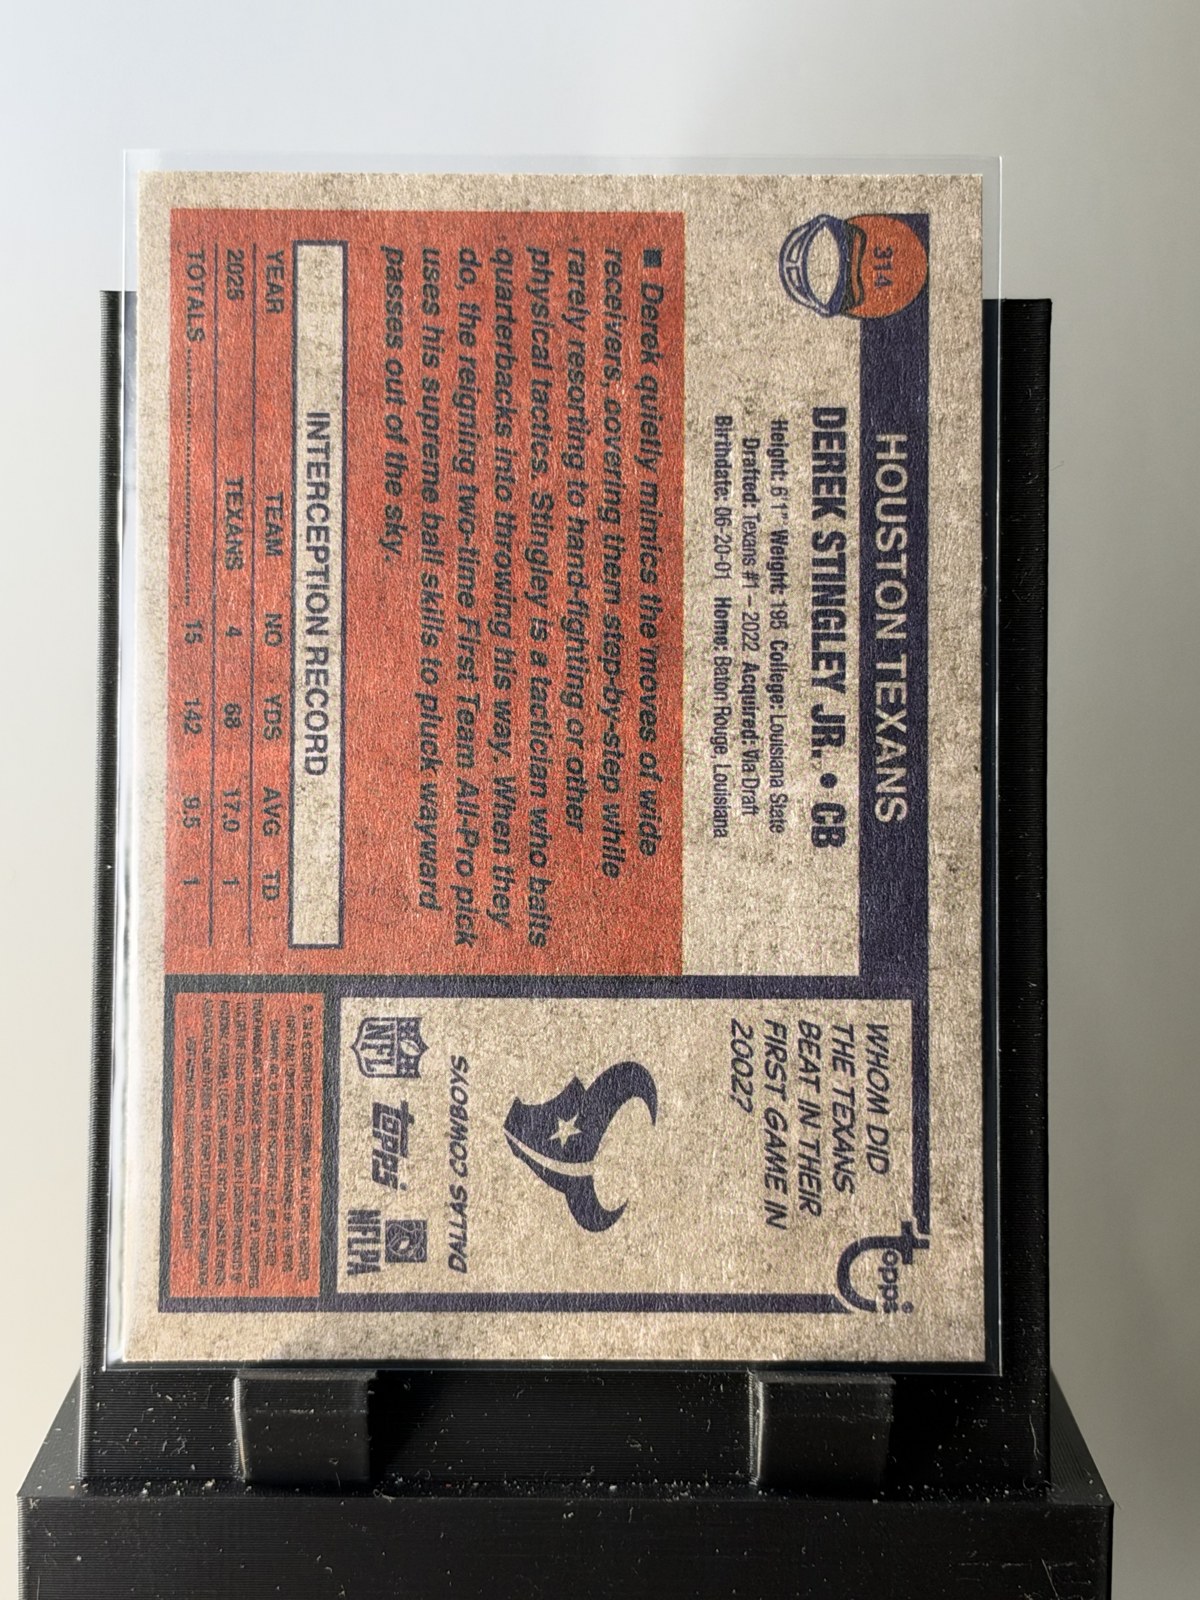 314
HOUSTON TEXANS
DEREK STINGLEY JR. • CB
Height: 6'1" Weight: 195 College: Louisiana State
Drafted: Texans #1 – 2022 Acquired: Via Draft
Birthdate: 06-20-01 Home: Baton Rouge, Louisiana
■ Derek quietly mimics the moves of wide
receivers, covering them step-by-step while
rarely resorting to hand-fighting or other
physical tactics. Stingley is a tactician who baits
quarterbacks into throwing his way. When they
do, the reigning two-time First Team All-Pro pick
uses his supreme ball skills to pluck wayward
passes out of the sky.
INTERCEPTION RECORD
YEAR TEAM NO YDS AVG TD
2025 TEXANS 4 68 17.0 1
TOTALS 15 142 9.5 1
topps®
WHOM DID
THE TEXANS
BEAT IN THEIR
FIRST GAME IN
2002?
DALLAS COWBOYS
NFL topps NFLPA